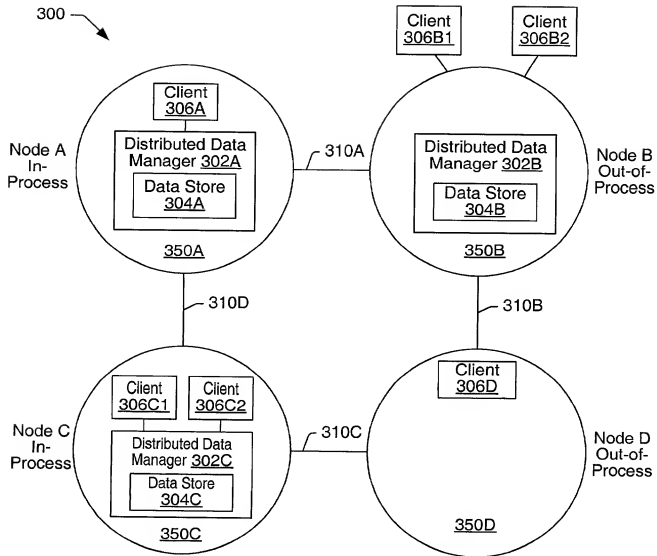 300
Client
306B1
Client
306B2
Node A
In-
Process
Client
306A
Distributed Data
Manager 302A
Data Store
304A
350A
310A
Distributed Data
Manager 302B
Data Store
304B
350B
Node B
Out-of-
Process
310D
310B
Node C
In-
Process
Client
306C1
Client
306C2
Distributed Data
Manager 302C
Data Store
304C
350C
310C
Client
306D
350D
Node D
Out-of-
Process